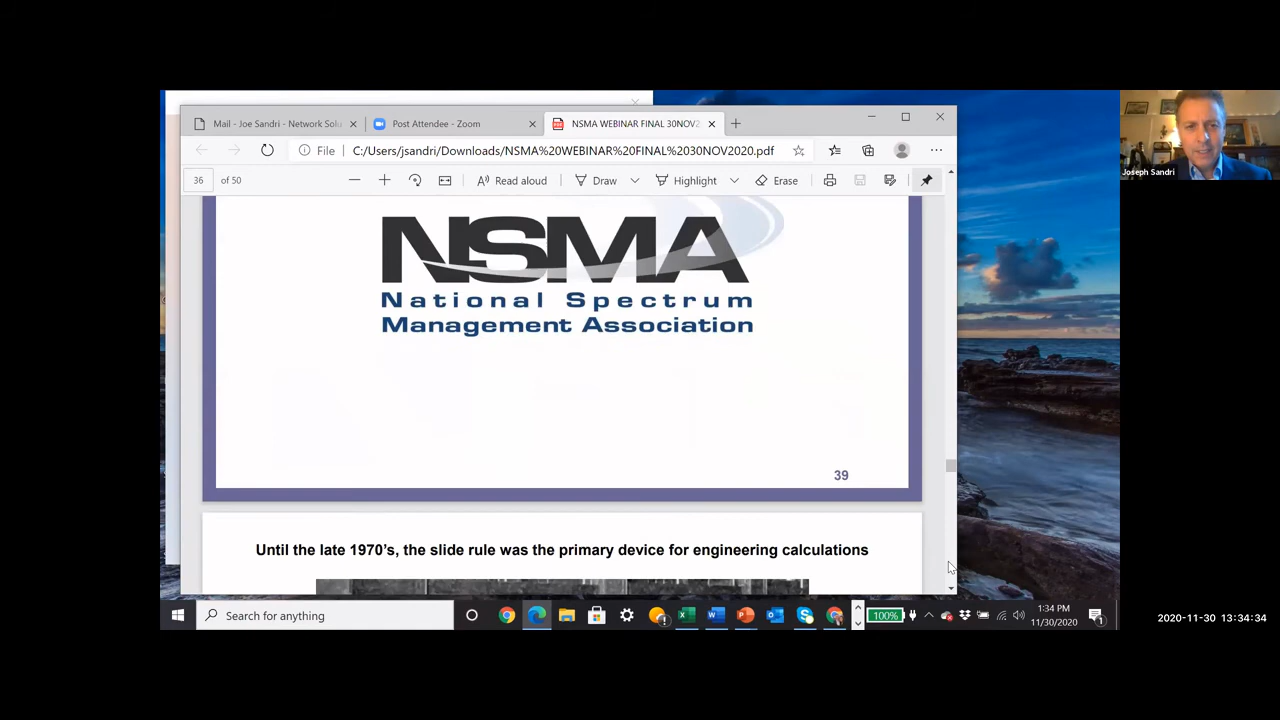 Mail - Joe Sandri - Network Solu
Post Attendee - Zoom
NSMA WEBINAR FINAL 30NOV2
File
C:/Users/jsandri/Downloads/NSMA%20WEBINAR%20FINAL%2030NOV2020.pdf
36 of 50
Read aloud
Draw
Highlight
Erase
Joseph Sandri
NSMA
National Spectrum
Management Association
39
Until the late 1970's, the slide rule was the primary device for engineering calculations
Search for anything
100%
1:34 PM
11/30/2020
1
2020-11-30 13:34:34